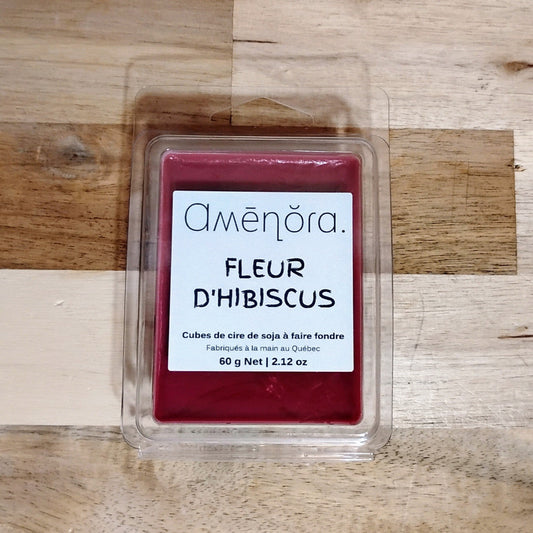 amēnŏra.
FLEUR
D'HIBISCUS
Cubes de cire de soja à faire fondre
Fabriqués à la main au Québec
60 g Net | 2.12 oz